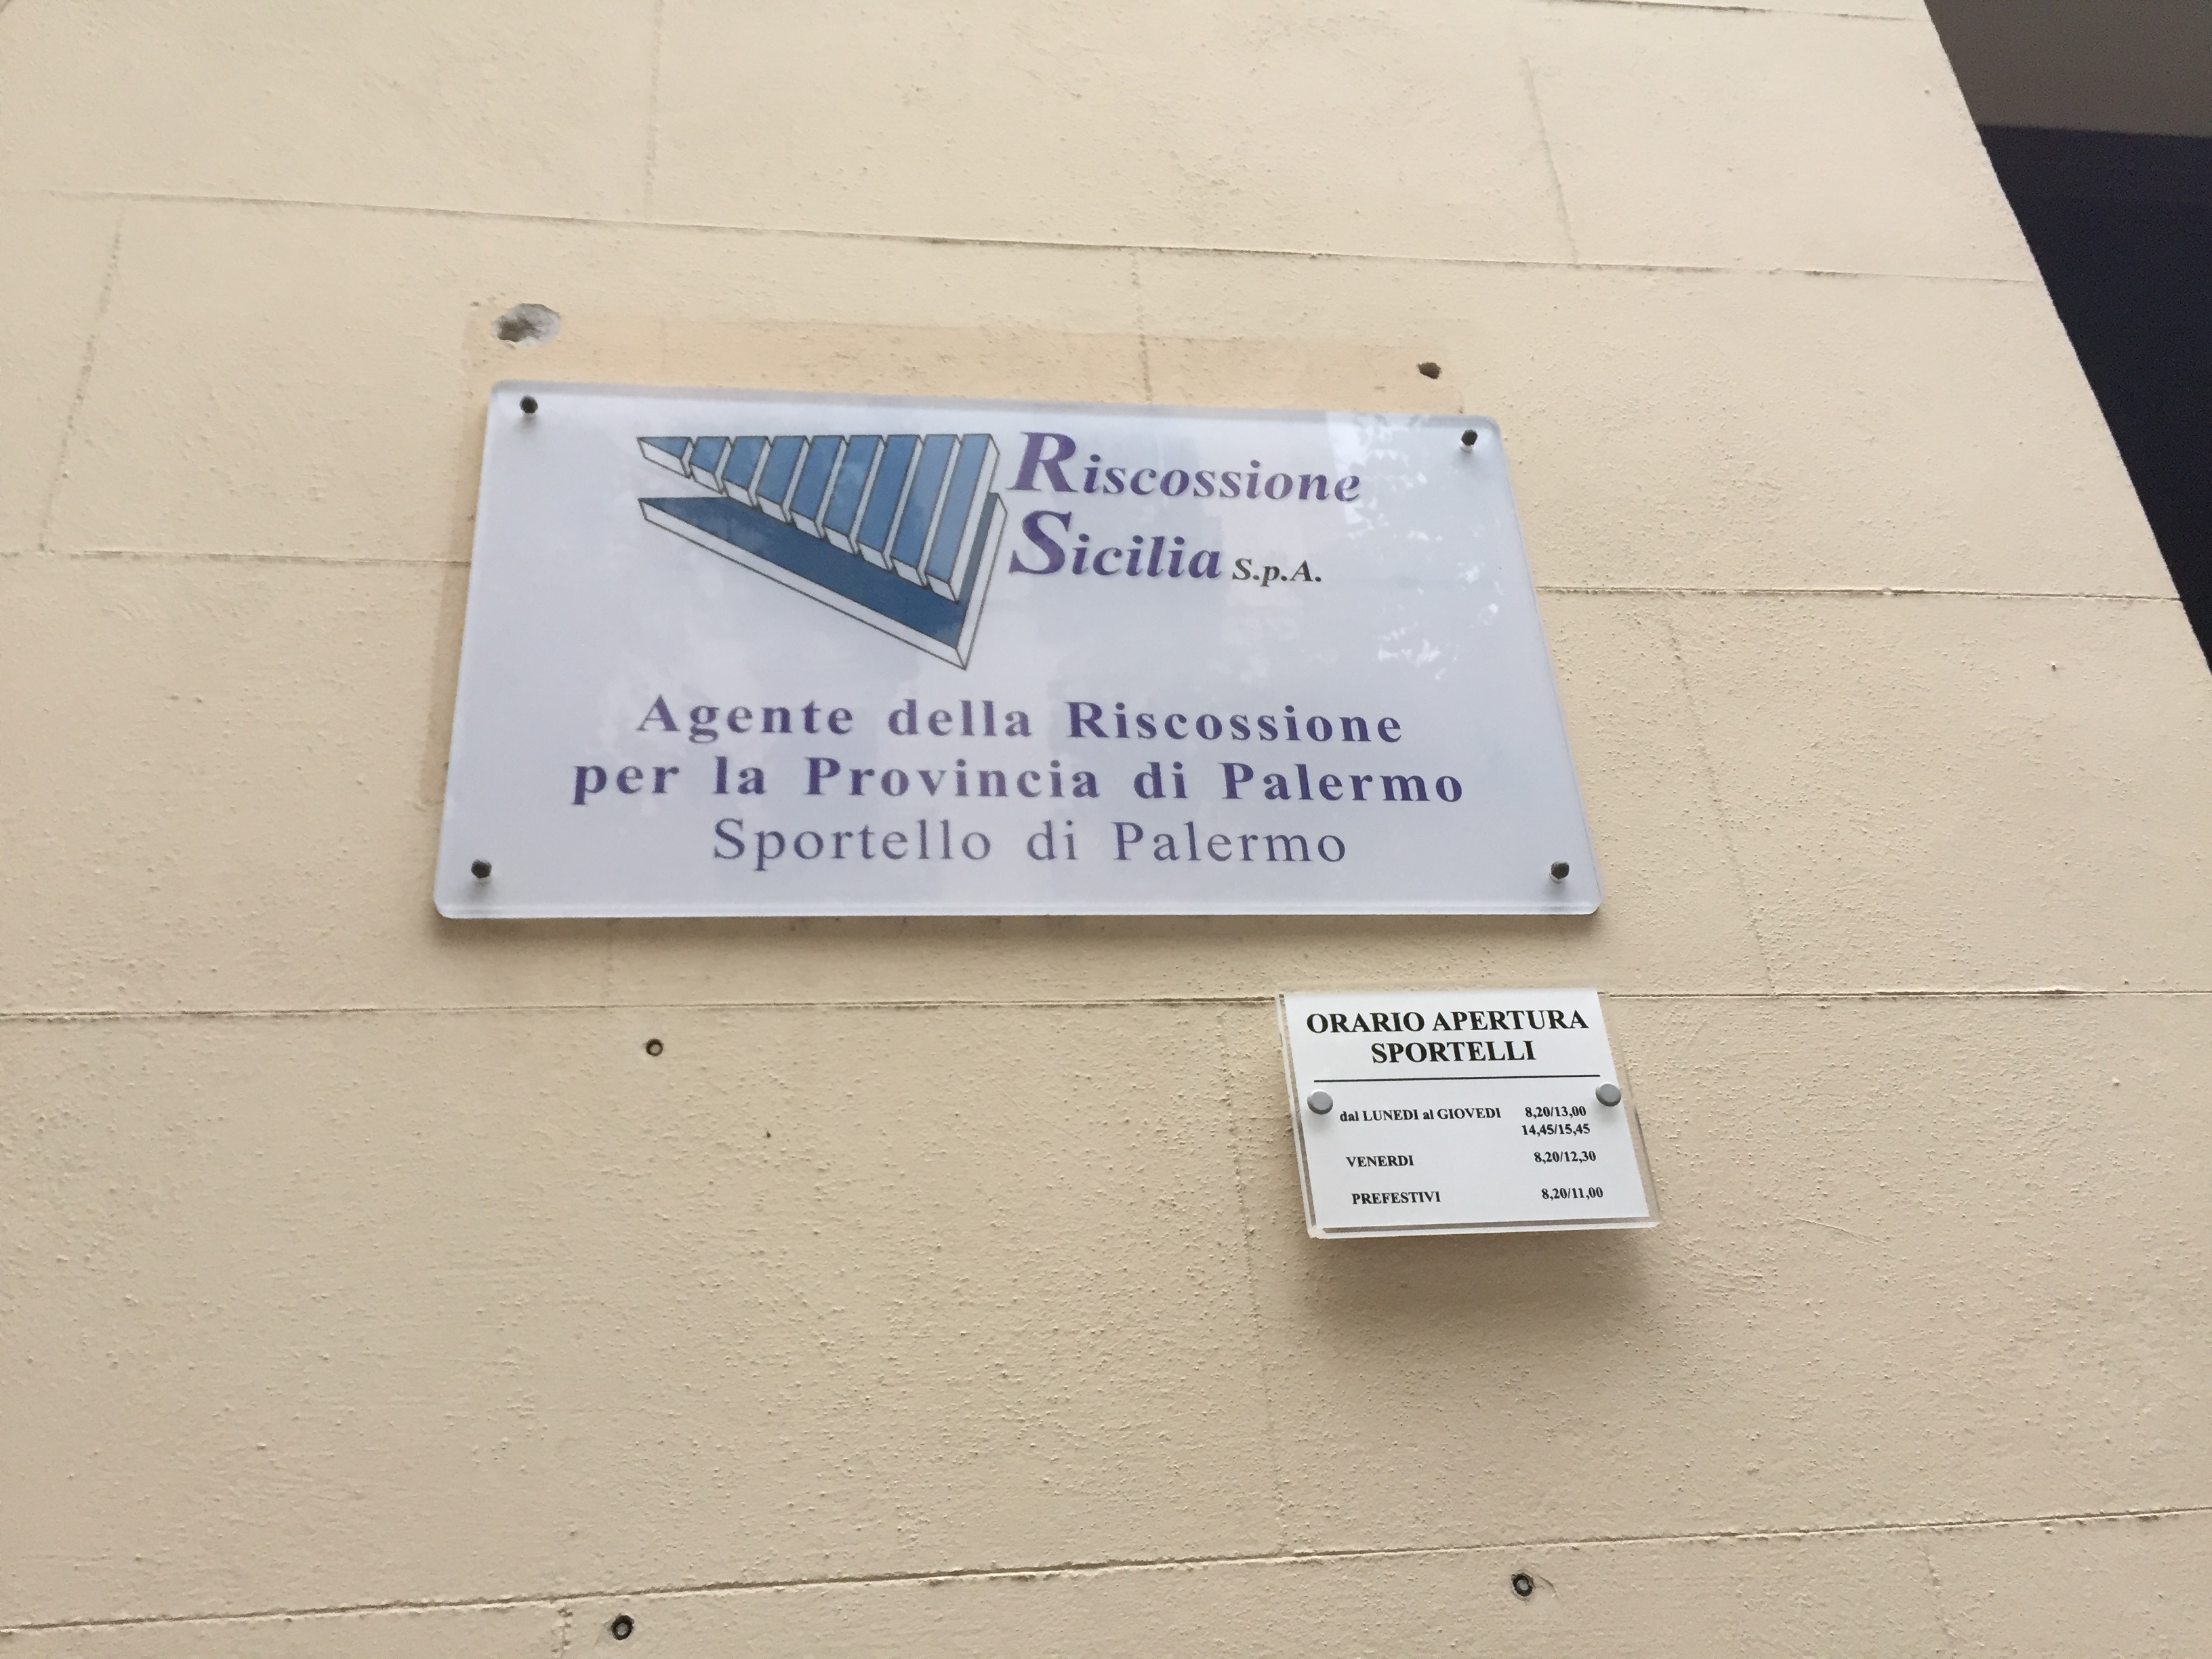 Riscossione
Sicilia S.p.A.
Agente della Riscossione
per la Provincia di Palermo
Sportello di Palermo
ORARIO APERTURA
SPORTELLI
dal LUNEDI al GIOVEDI 8,20/13,00
14,45/15,45
VENERDI 8,20/12,30
PREFESTIVI 8,20/11,00